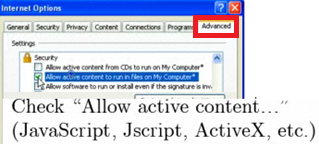 Internet Options
General Security Privacy Content Connections Programs Advanced
Settings
Security
Allow active content from CDs to run on My Computer*
Allow active content to run in files on My Computer*
Allow software to run or install even if the signature is inv
Check “Allow active content…”
(JavaScript, Jscript, ActiveX, etc.)